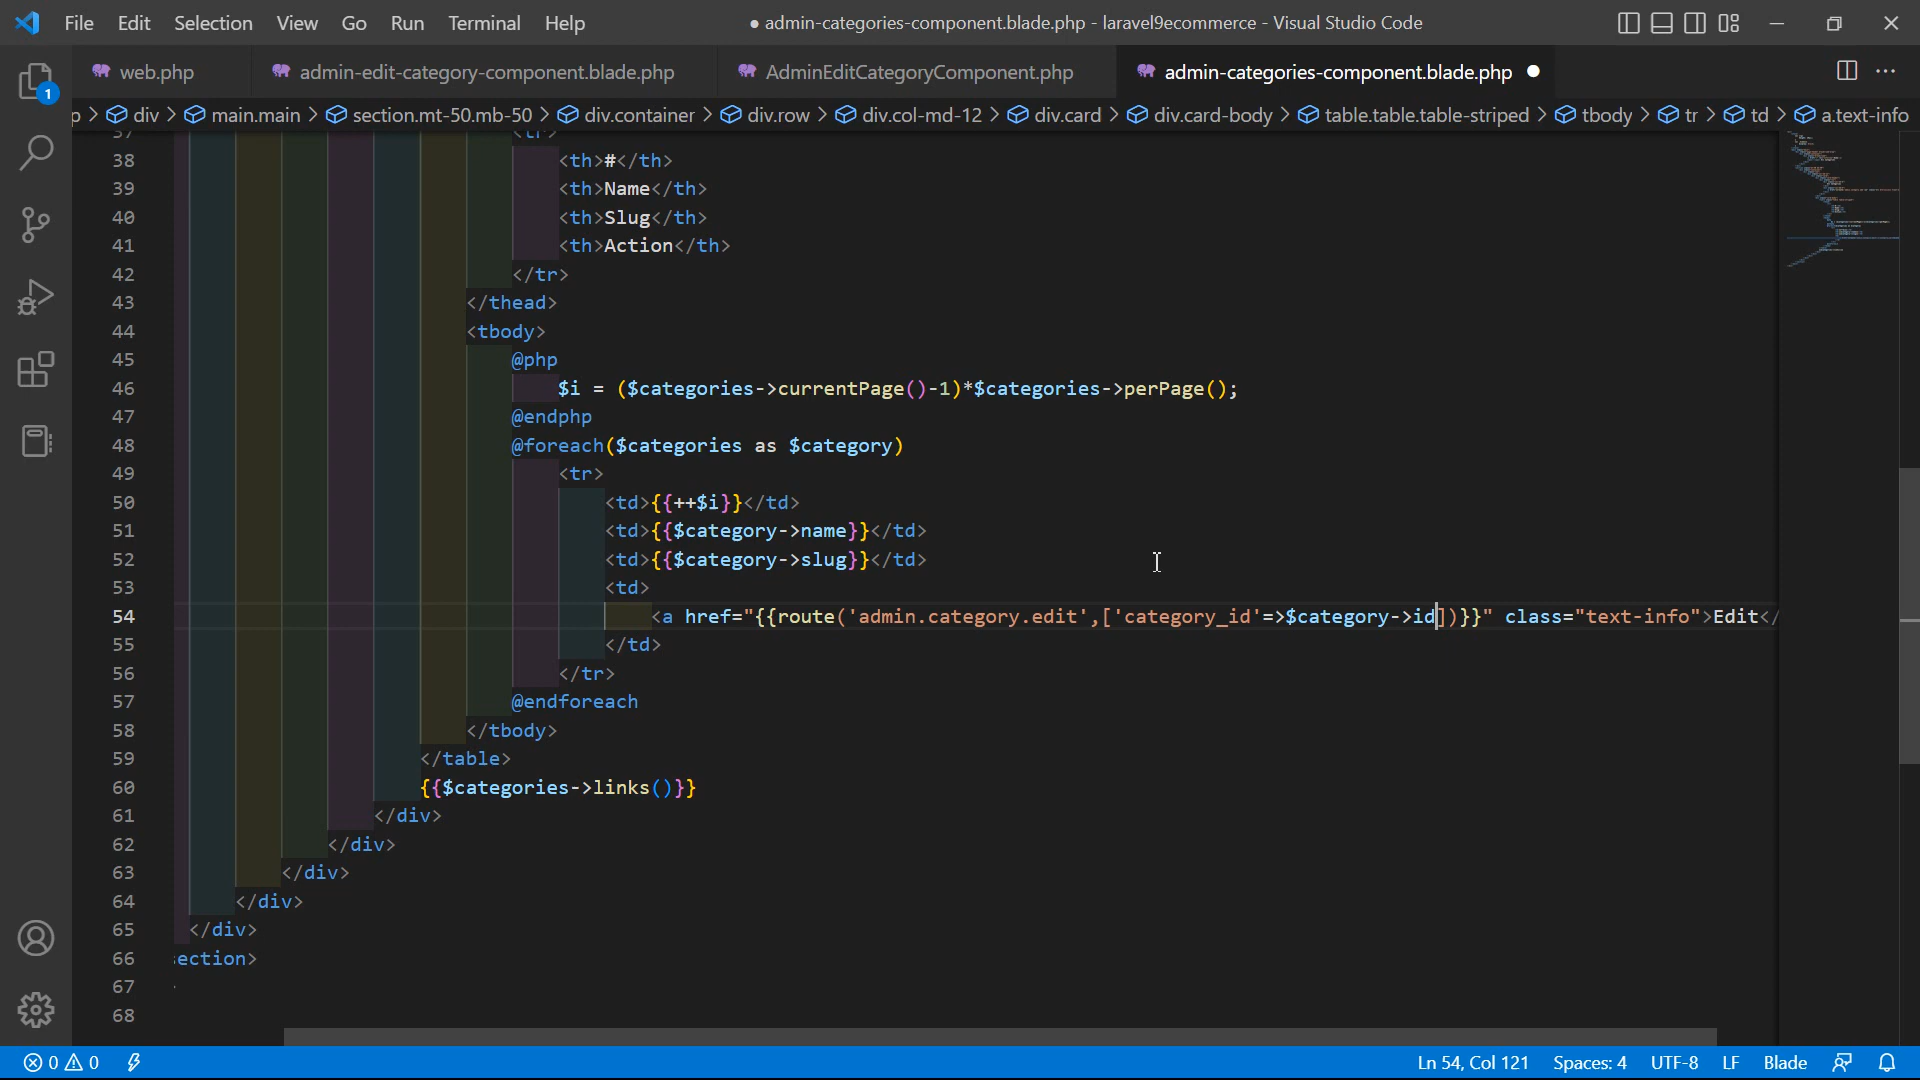 File Edit Selection View Go Run Terminal Help
● admin-categories-component.blade.php - laravel9ecommerce - Visual Studio Code
web.php admin-edit-category-component.blade.php AdminEditCategoryComponent.php admin-categories-component.blade.php
p > div > main.main > section.mt-50.mb-50 > div.container > div.row > div.col-md-12 > div.card > div.card-body > table.table.table-striped > tbody > tr > td > a.text-info
1
37 <tr>
38 <th>#</th>
39 <th>Name</th>
40 <th>Slug</th>
41 <th>Action</th>
42 </tr>
43 </thead>
44 <tbody>
45 @php
46 $i = ($categories->currentPage()-1)*$categories->perPage();
47 @endphp
48 @foreach($categories as $category)
49 <tr>
50 <td>{{++$i}}</td>
51 <td>{{$category->name}}</td>
52 <td>{{$category->slug}}</td>
53 <td>
54 <a href="{{route('admin.category.edit',['category_id'=>$category->id])}}" class="text-info">Edit</
55 </td>
56 </tr>
57 @endforeach
58 </tbody>
59 </table>
60 {{$categories->links()}}
61 </div>
62 </div>
63 </div>
64 </div>
65 </div>
66 section>
67
68
0 0 Ln 54, Col 121 Spaces: 4 UTF-8 LF Blade